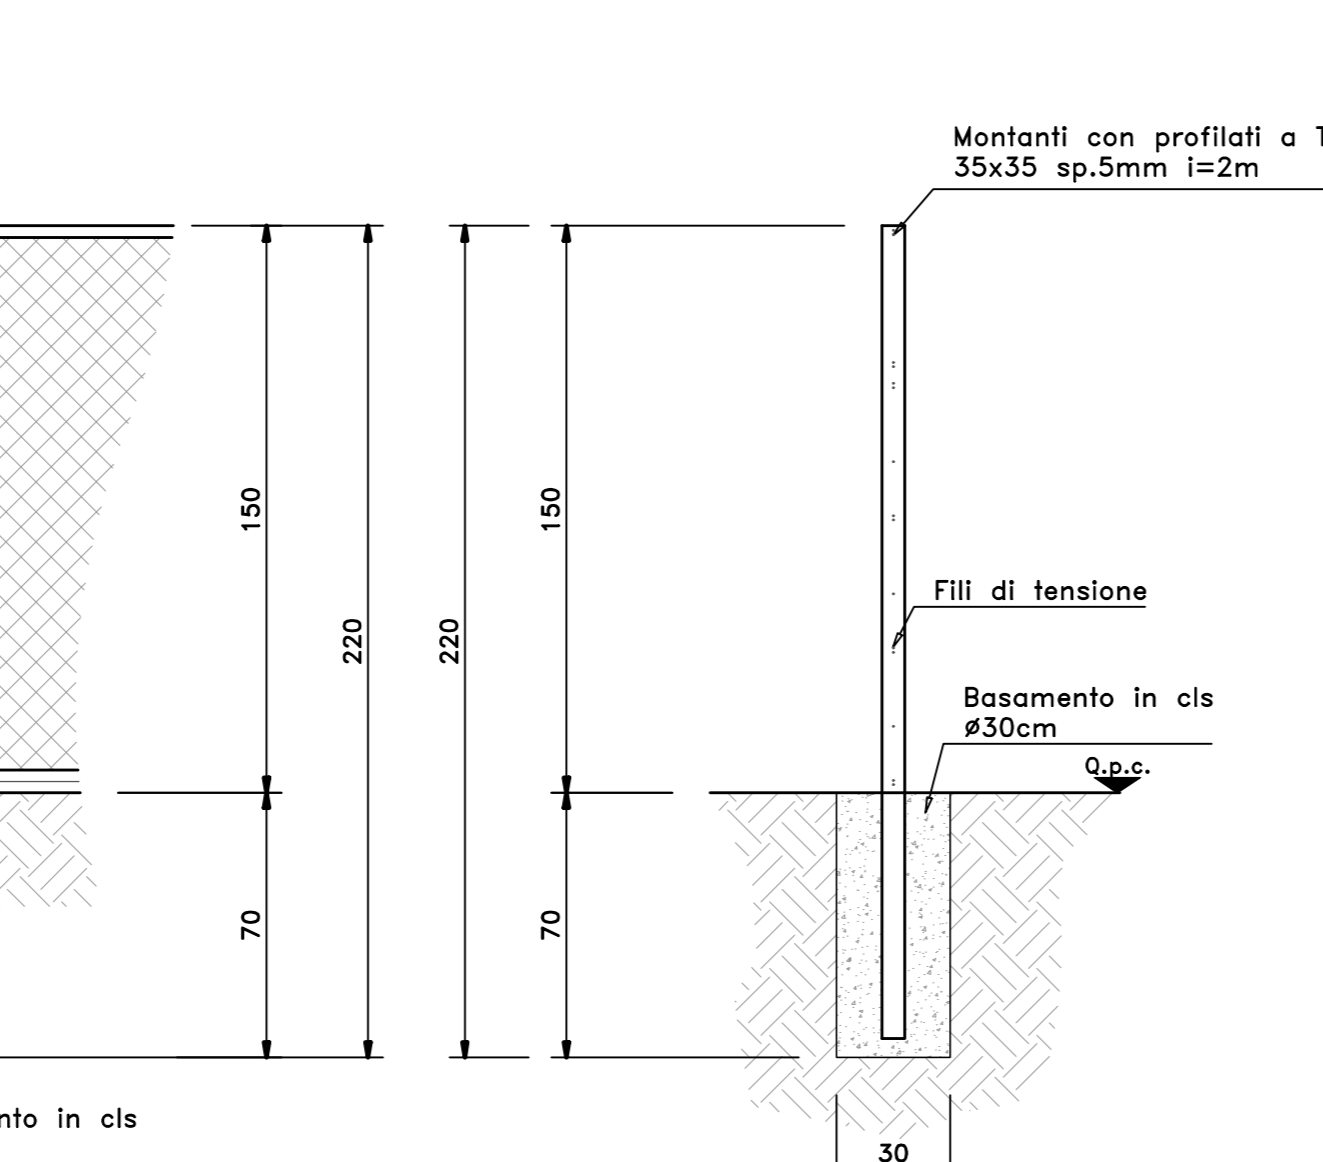 Montanti con profilati a
35x35 sp.5mm i=2m
150
220
220
150
Fili di tensione
Basamento in cls
ø30cm
Q.p.c.
70
70
in cls
30